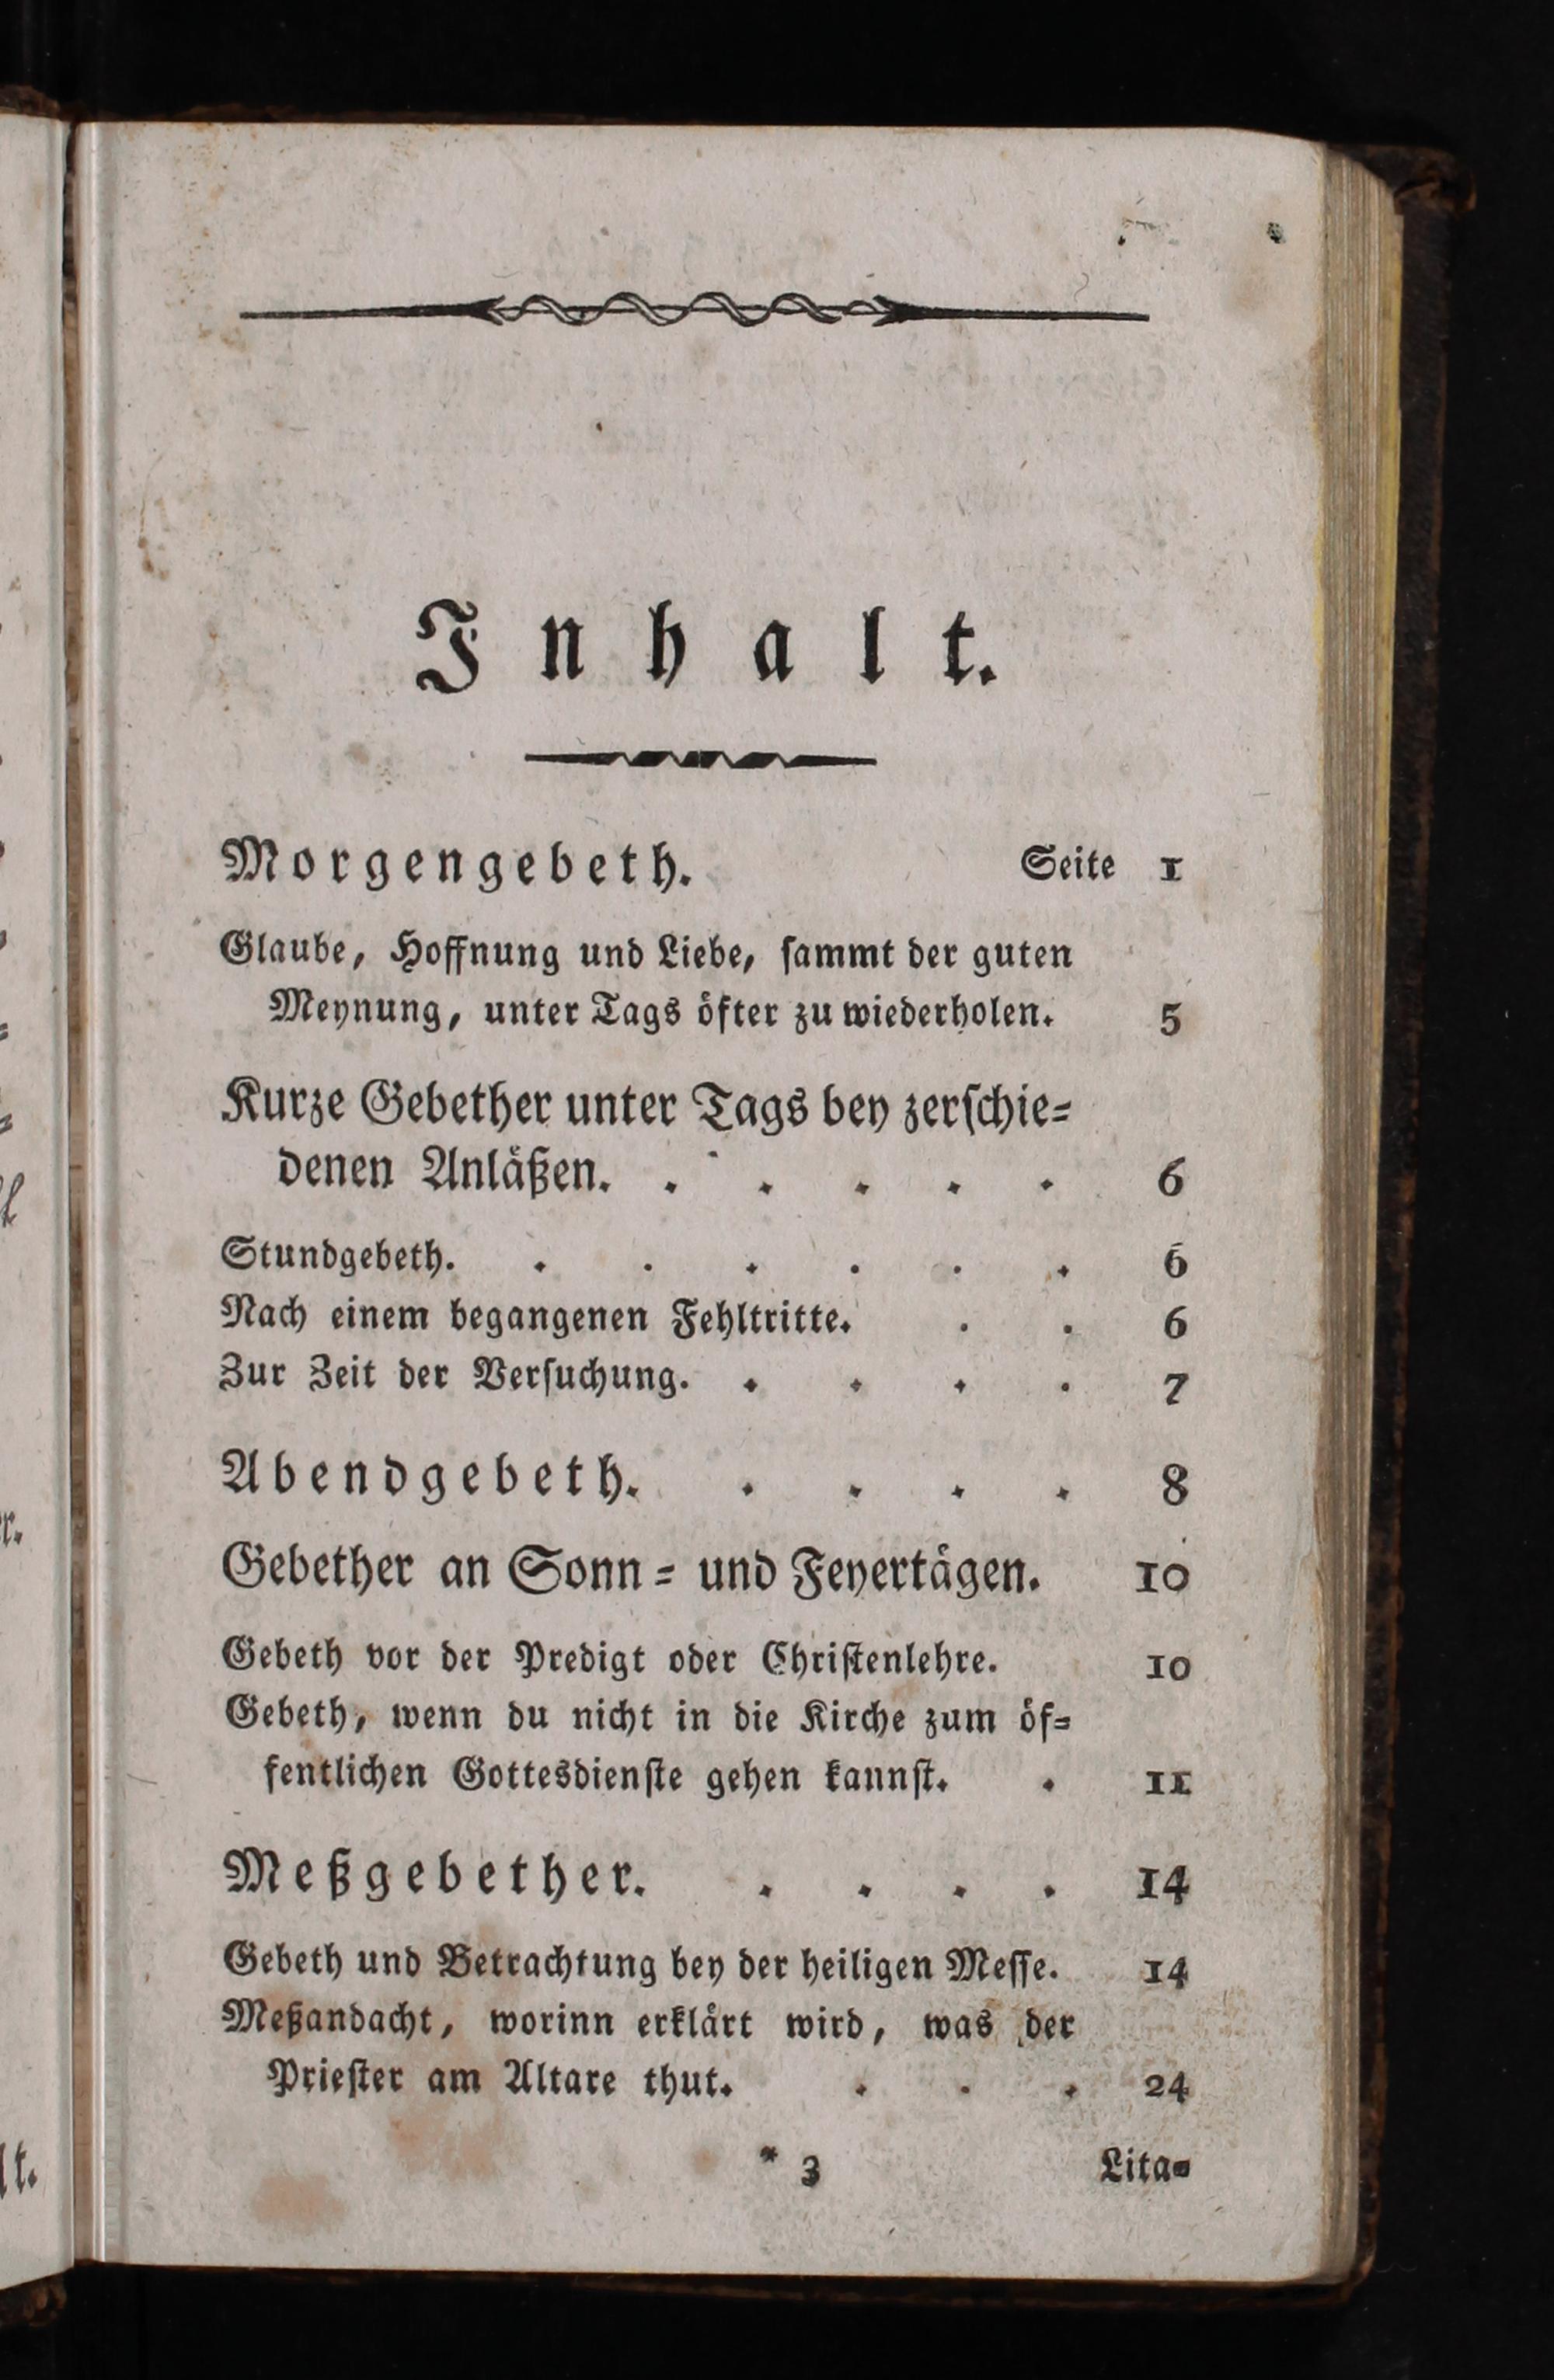 Inhalt.
Morgengebeth. Seite 1
Glaube, Hoffnung und Liebe, sammt der guten
Meynung, unter Tags öfter zu wiederholen. 5
Kurze Gebether unter Tags bey zerschie=
denen Anläßen. . . . . . 6
Stundgebeth. . . . . . . 6
Nach einem begangenen Fehltritte. . . 6
Zur Zeit der Versuchung. . . . . 7
Abendgebeth. . . . . 8
Gebether an Sonn= und Feyertägen. 10
Gebeth vor der Predigt oder Christenlehre. 10
Gebeth, wenn du nicht in die Kirche zum öf=
fentlichen Gottesdienste gehen kannst. . 11
Meßgebether. . . . . 14
Gebeth und Betrachtung bey der heiligen Messe. 14
Meßandacht, worinn erklärt wird, was der
Priester am Altare thut. . . . 24
* 3 Lita=